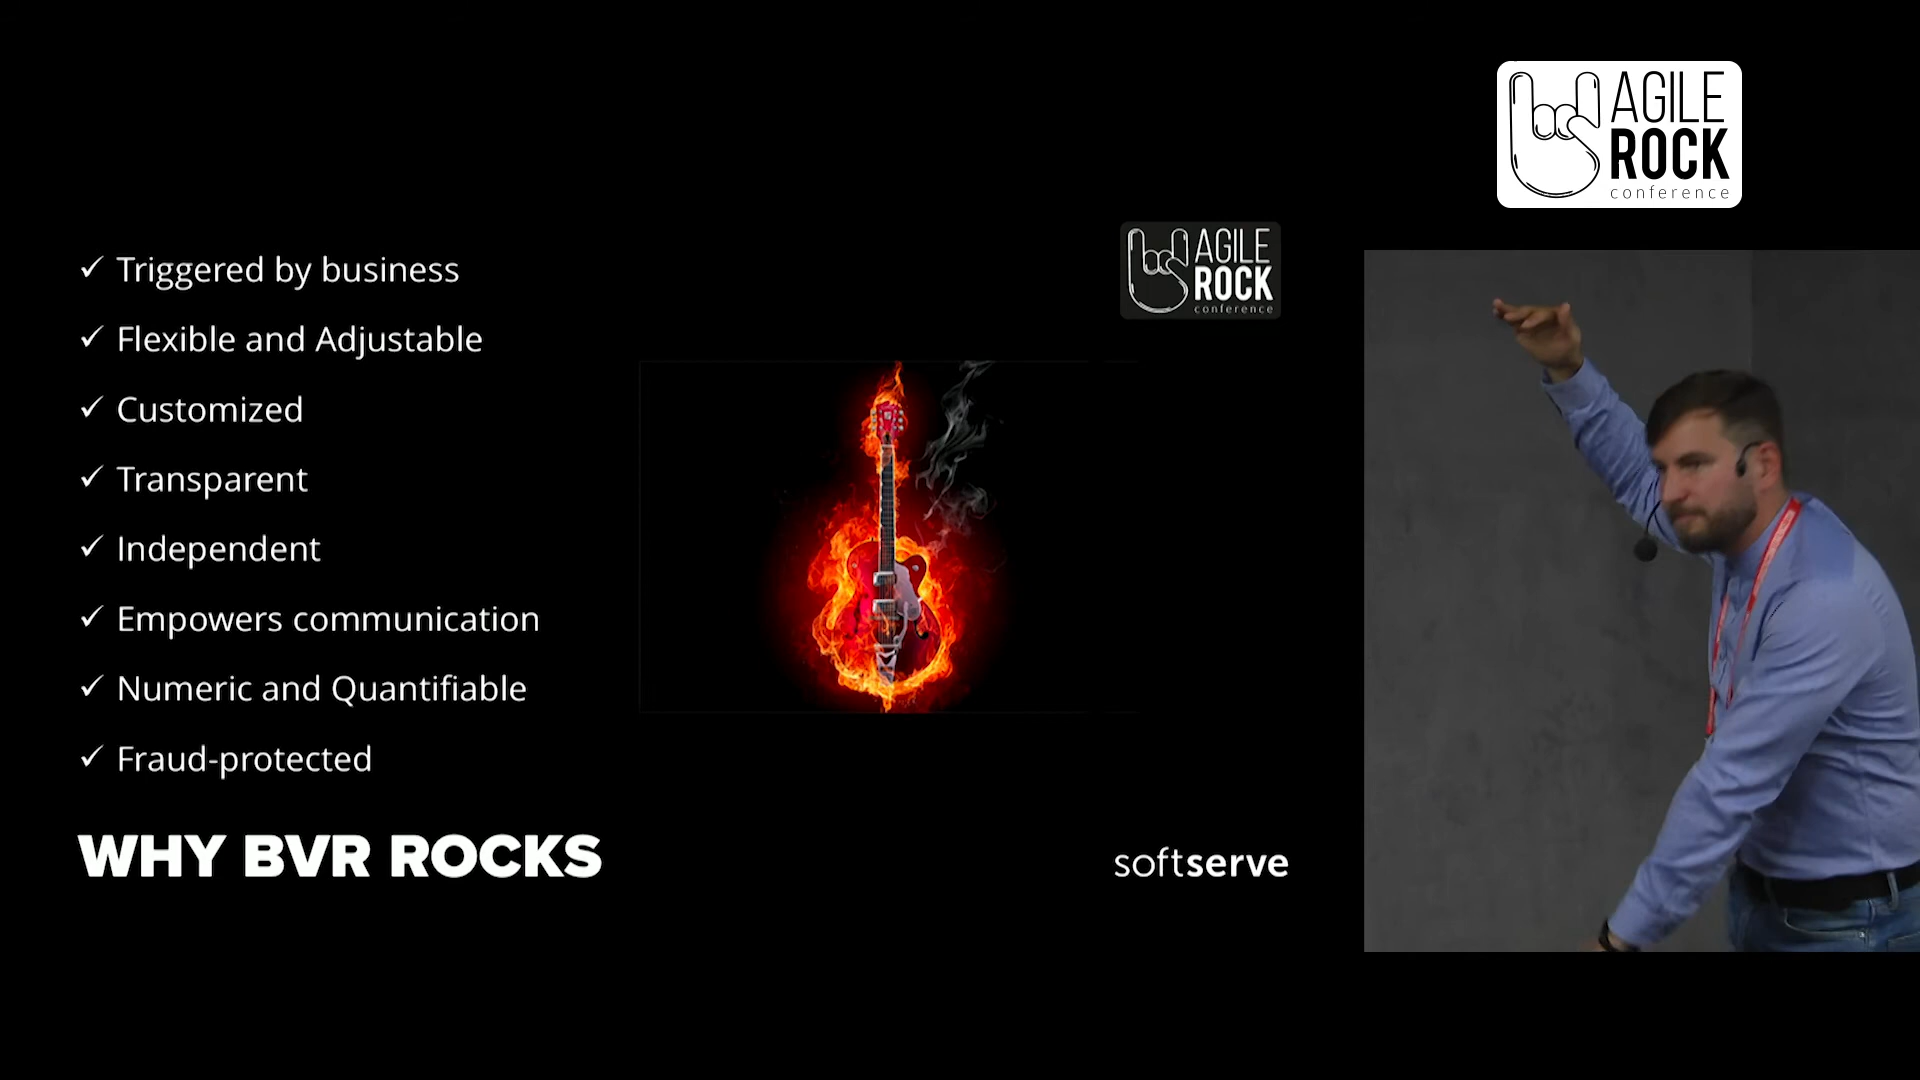 AGILE
ROCK
conference
AGILE
ROCK
conference
✓ Triggered by business
✓ Flexible and Adjustable
✓ Customized
✓ Transparent
✓ Independent
✓ Empowers communication
✓ Numeric and Quantifiable
✓ Fraud-protected
WHY BVR ROCKS
softserve